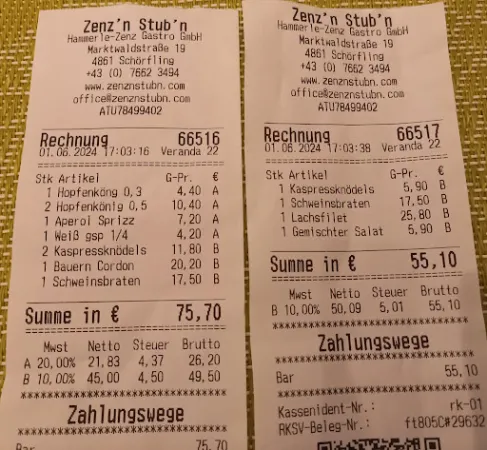 Zenz'n Stub'n
Hammerle-Zenz Gastro GmbH
Marktwaldstraße 19
4861 Schörfling
+43 (0) 7662 3494
www.zenznstubn.com
office@zenznstubn.com
ATU78499402
Rechnung 66516
01.06.2024 17:03:16 Veranda 22
Stk Artikel G-Pr. €
1 Hopfenköng 0,3 4,40 A
2 Hopfenkönig 0,5 10,40 A
1 Aperol Sprizz 7,20 A
1 Weiß gsp 1/4 4,20 A
2 Kaspressknödels 11,80 B
1 Bauern Cordon 20,20 B
1 Schweinsbraten 17,50 B
Summe in € 75,70
Mwst Netto Steuer Brutto
A 20,00% 21,83 4,37 26,20
B 10,00% 45,00 4,50 49,50
Zahlungswege
Bar 75,70
Zenz'n Stub'n
Hammerle-Zenz Gastro GmbH
Marktwaldstraße 19
4861 Schörfling
+43 (0) 7662 3494
www.zenznstubn.com
office@zenznstubn.com
ATU78499402
Rechnung 66517
01.06.2024 17:03:38 Veranda 22
Stk Artikel G-Pr. €
1 Kaspressknödels 5,90 B
1 Schweinsbraten 17,50 B
1 Lachsfilet 25,80 B
1 Gemischter Salat 5,90 B
Summe in € 55,10
Mwst Netto Steuer Brutto
B 10,00% 50,09 5,01 55,10
Zahlungswege
Bar 55,10
Kassenident-Nr.: rk-01
RKSV-Beleg-Nr.: ft805C#29632